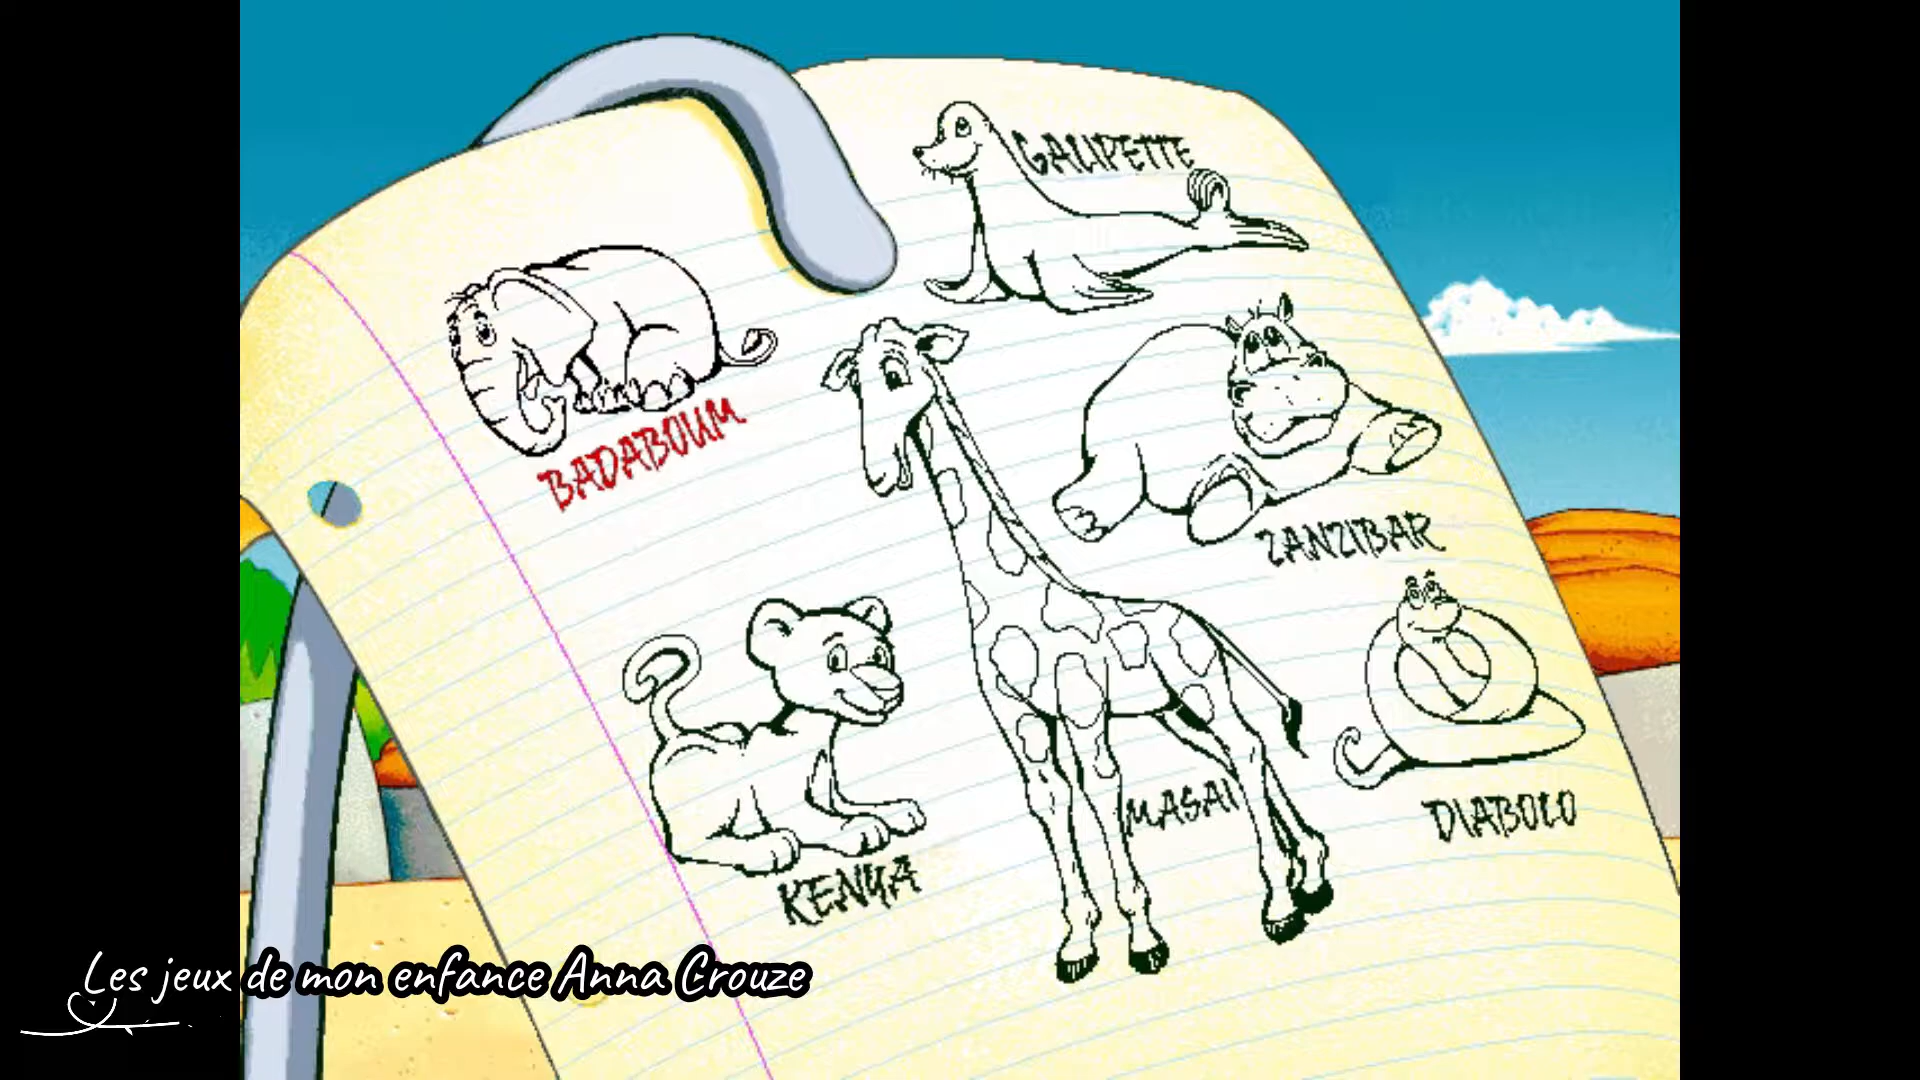 GALIPETTE
BADABOUM
ZANZIBAR
MASAI
DIABOLO
KENYA
Les jeux de mon enfance Anna Crouze